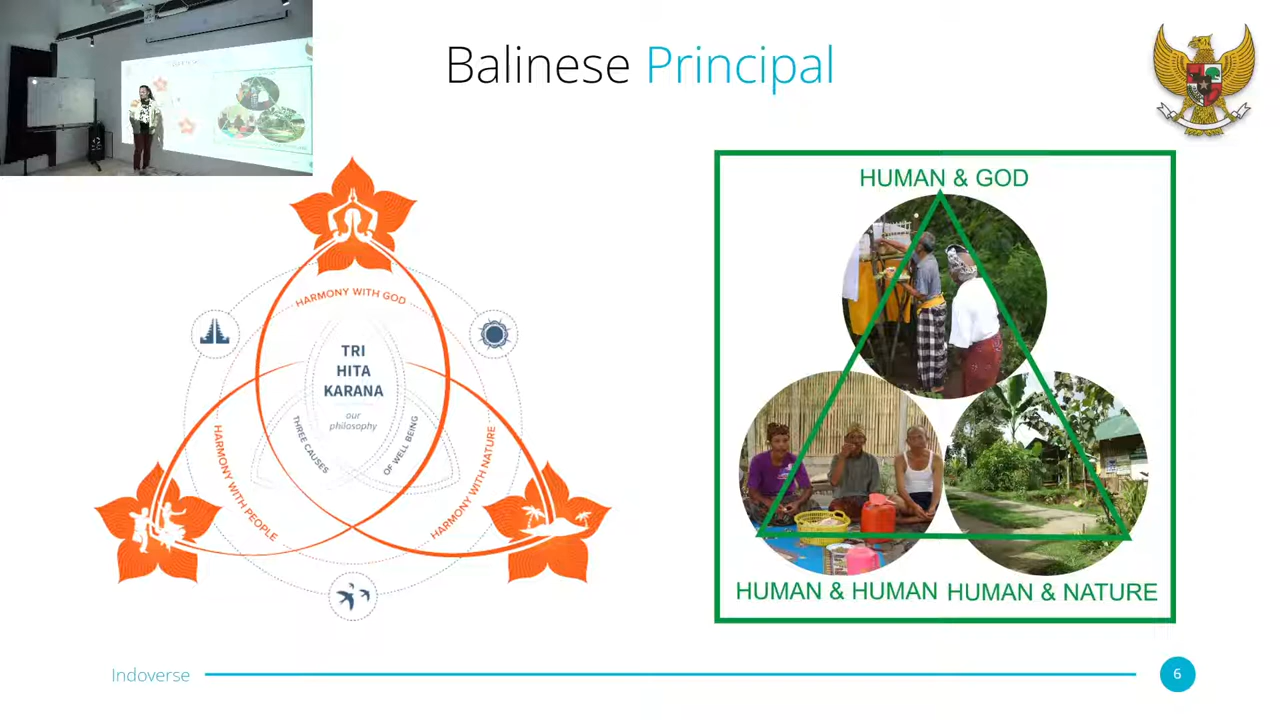 Balinese Principal
HARMONY WITH GOD
TRI
HITA
KARANA
our
philosophy
THREE CAUSES
OF WELL BEING
HARMONY WITH PEOPLE
HARMONY WITH NATURE
HUMAN & GOD
HUMAN & HUMAN
HUMAN & NATURE
Indoverse
6